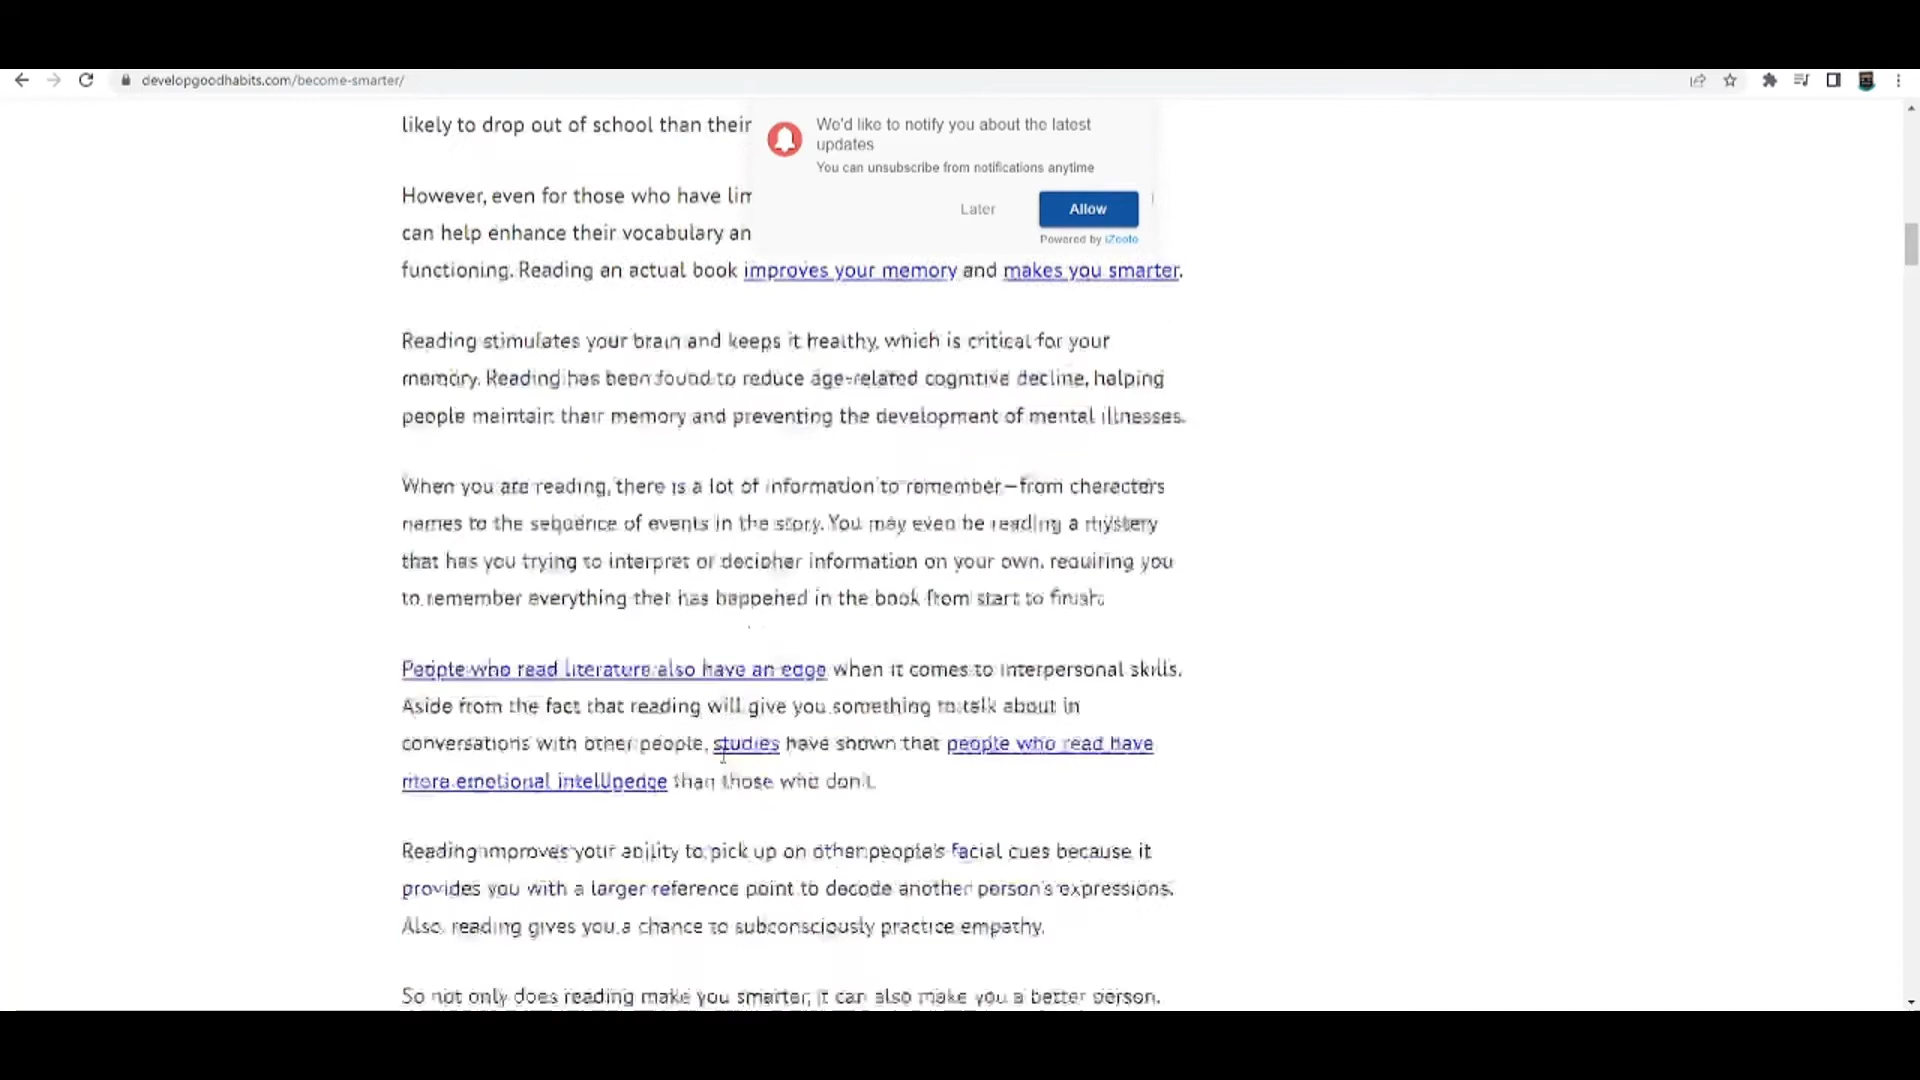 developgoodhabits.com/become-smarter/
We'd like to notify you about the latest
updates
You can unsubscribe from notifications anytime
Later
Allow
Powered by iZooto
likely to drop out of school than their
However, even for those who have lim
can help enhance their vocabulary an
functioning. Reading an actual book improves your memory and makes you smarter.
Reading stimulates your brain and keeps it healthy, which is critical for your
memory. Reading has been found to reduce age-related cognitive decline, helping
people maintain their memory and preventing the development of mental illnesses.
When you are reading, there is a lot of information to remember—from characters
names to the sequence of events in the story. You may even be reading a mystery
that has you trying to interpret or decipher information on your own, requiring you
to remember everything that has happened in the book from start to finish.
People who read literature also have an edge when it comes to interpersonal skills.
Aside from the fact that reading will give you something to talk about in
conversations with other people, studies have shown that people who read have
more emotional intelligence than those who don't.
Reading improves your ability to pick up on other people's facial cues because it
provides you with a larger reference point to decode another person's expressions.
Also, reading gives you a chance to subconsciously practice empathy.
So not only does reading make you smarter, it can also make you a better person.